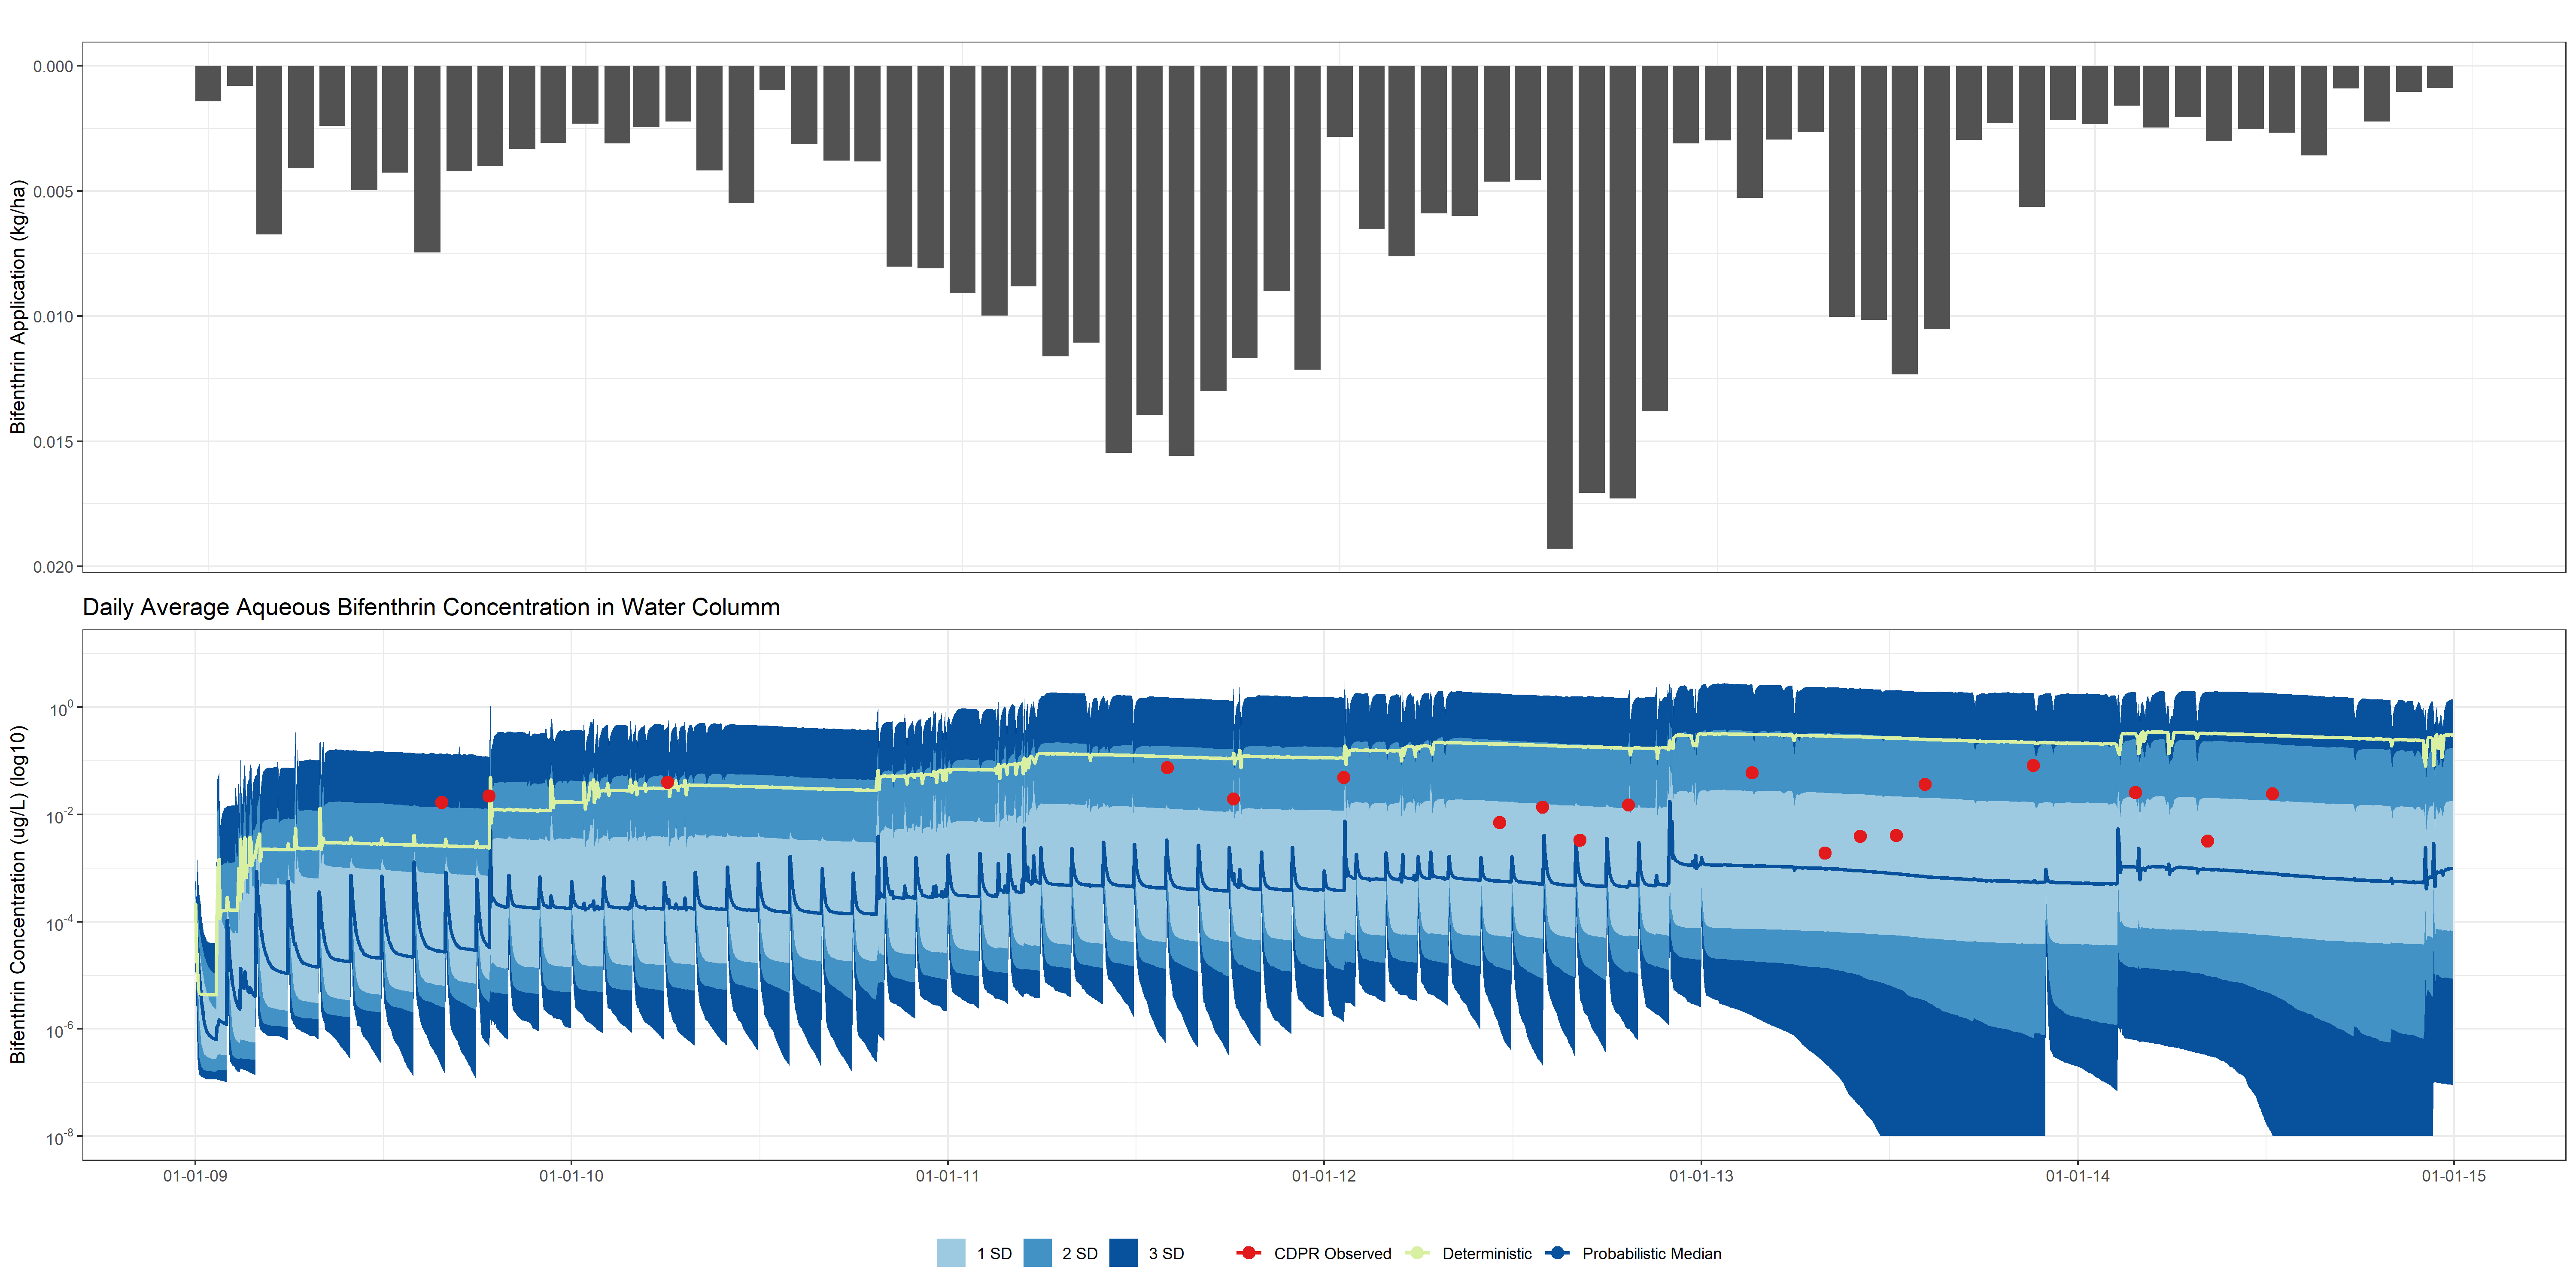 0.000
0.005
0.010
0.015
0.020
Bifenthrin Application (kg/ha)
Daily Average Aqueous Bifenthrin Concentration in Water Columm
10^0
10^-2
10^-4
10^-6
10^-8
Bifenthrin Concentration (ug/L) (log10)
01-01-09 01-01-10 01-01-11 01-01-12 01-01-13 01-01-14 01-01-15
1 SD 2 SD 3 SD CDPR Observed Deterministic Probabilistic Median